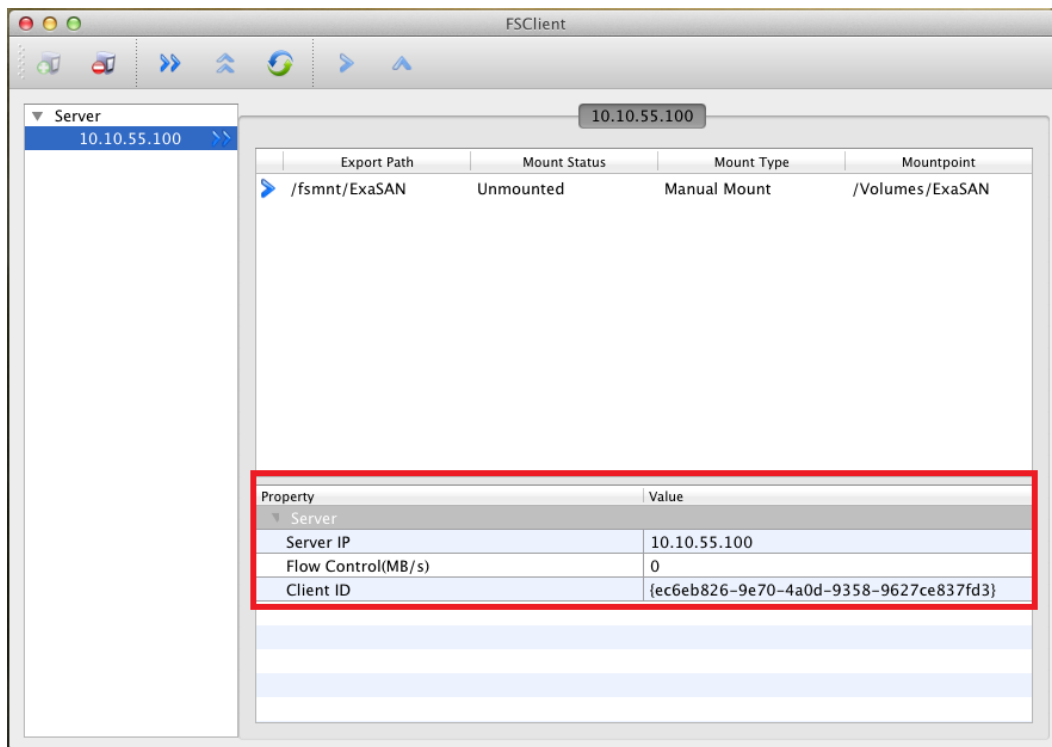 FSClient
Server
10.10.55.100
10.10.55.100
Export Path Mount Status Mount Type Mountpoint
/fsmnt/ExaSAN Unmounted Manual Mount /Volumes/ExaSAN
Property Value
Server
Server IP 10.10.55.100
Flow Control(MB/s) 0
Client ID {ec6eb826-9e70-4a0d-9358-9627ce837fd3}